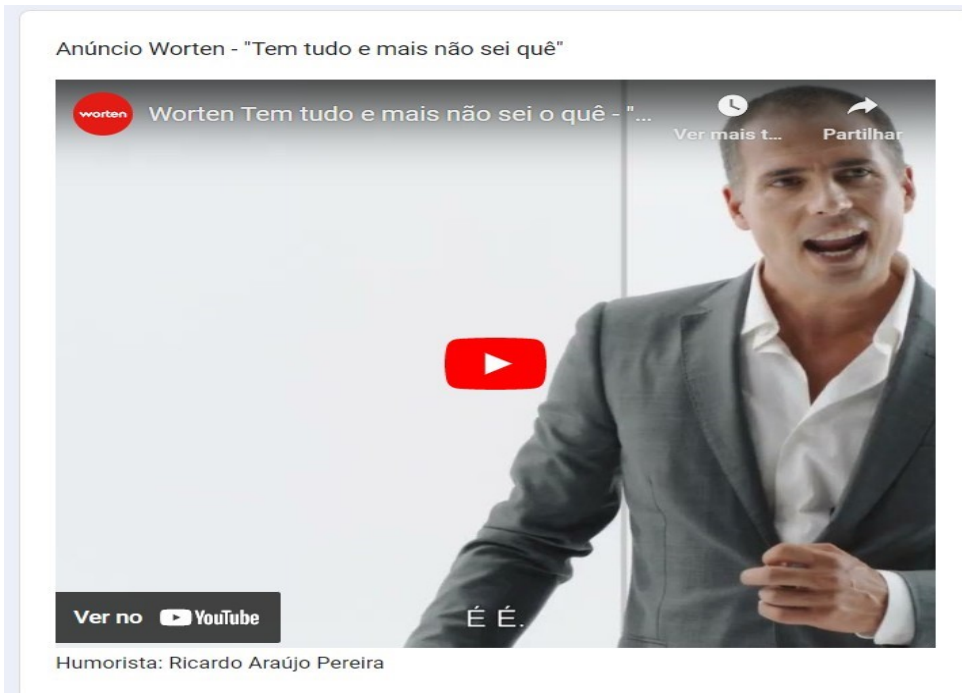 Anúncio Worten - "Tem tudo e mais não sei quê"
worten
Worten Tem tudo e mais não sei o quê - "...
Ver mais t...
Partilhar
É É.
Ver no YouTube
Humorista: Ricardo Araújo Pereira